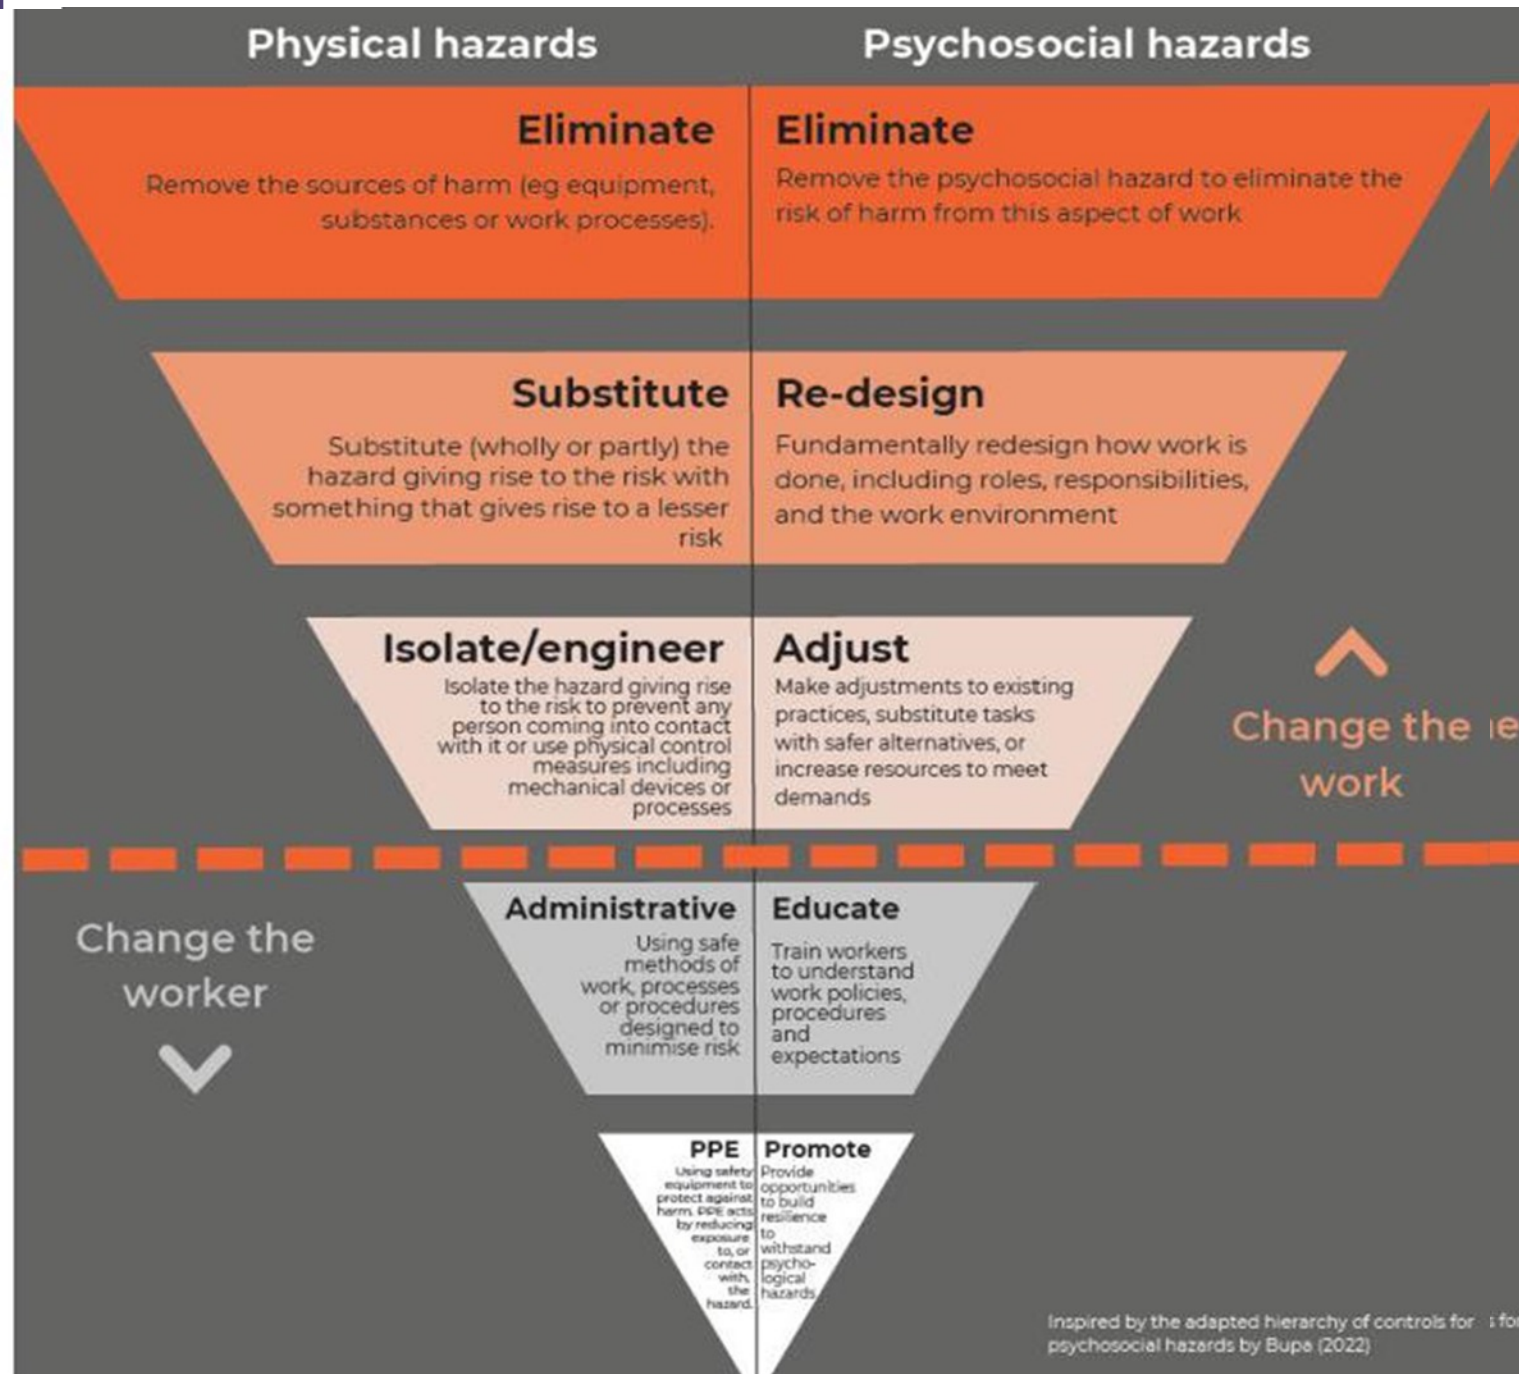 Physical hazards
Psychosocial hazards
Eliminate
Remove the sources of harm (eg equipment,
substances or work processes).
Eliminate
Remove the psychosocial hazard to eliminate the
risk of harm from this aspect of work
Substitute
Substitute (wholly or partly) the
hazard giving rise to the risk with
something that gives rise to a lesser
risk
Re-design
Fundamentally redesign how work is
done, including roles, responsibilities,
and the work environment
Isolate/engineer
Isolate the hazard giving rise
to the risk to prevent any
person coming into contact
with it or use physical control
measures including
mechanical devices or
processes
Adjust
Make adjustments to existing
practices, substitute tasks
with safer alternatives, or
increase resources to meet
demands
Change the
work
Change the
worker
Administrative
Using safe
methods of
work, processes
or procedures
designed to
minimise risk
Educate
Train workers
to understand
work policies,
procedures
and
expectations
PPE
Using safety
equipment to
protect against
harm. PPE acts
by reducing
exposure
to, or
contact
with,
the
hazard.
Promote
Provide
opportunities
to build
resilience
to
withstand
psycho-
logical
hazards
Inspired by the adapted hierarchy of controls for
psychosocial hazards by Bupa (2022)